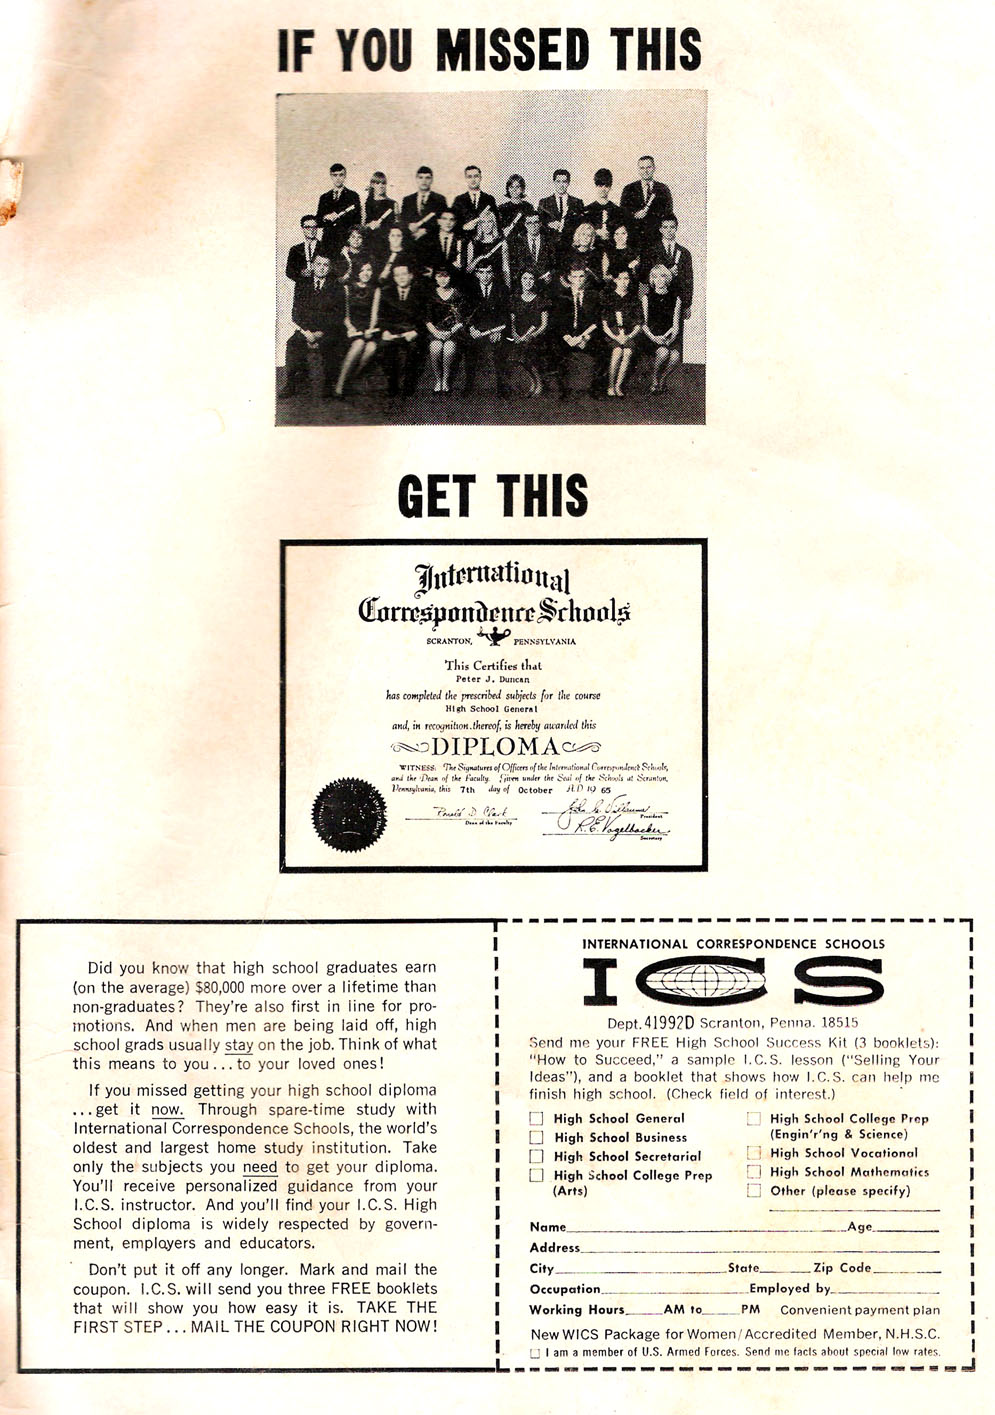 IF YOU MISSED THIS
GET THIS
International
Correspondence Schools
SCRANTON, PENNSYLVANIA
This Certifies that
Peter J. Duncan
has completed the prescribed subjects for the course
High School General
and, in recognition thereof, is hereby awarded this
DIPLOMA
WITNESS: The Signatures of Officers of the International Correspondence Schools,
and the Dean of the Faculty. Given under the Seal of the Schools at Scranton,
Pennsylvania, this 7th day of October A.D. 19 65
Ronald D. Clark
Dean of the Faculty
President
R.E. Vogelbacker
Secretary
Did you know that high school graduates earn
(on the average) $80,000 more over a lifetime than
non-graduates? They're also first in line for pro-
motions. And when men are being laid off, high
school grads usually stay on the job. Think of what
this means to you...to your loved ones!
If you missed getting your high school diploma
...get it now. Through spare-time study with
International Correspondence Schools, the world's
oldest and largest home study institution. Take
only the subjects you need to get your diploma.
You'll receive personalized guidance from your
I.C.S. instructor. And you'll find your I.C.S. High
School diploma is widely respected by govern-
ment, employers and educators.
Don't put it off any longer. Mark and mail the
coupon. I.C.S. will send you three FREE booklets
that will show you how easy it is. TAKE THE
FIRST STEP...MAIL THE COUPON RIGHT NOW!
INTERNATIONAL CORRESPONDENCE SCHOOLS
ICS
Dept. 41992D Scranton, Penna. 18515
Send me your FREE High School Success Kit (3 booklets):
"How to Succeed," a sample I.C.S. lesson ("Selling Your
Ideas"), and a booklet that shows how I.C.S. can help me
finish high school. (Check field of interest.)
High School General
High School Business
High School Secretarial
High School College Prep
(Arts)
High School College Prep
(Engin'r'ng & Science)
High School Vocational
High School Mathematics
Other (please specify)
Name Age
Address
City State Zip Code
Occupation Employed by
Working Hours AM to PM Convenient payment plan
New WICS Package for Women/Accredited Member, N.H.S.C.
I am a member of U.S. Armed Forces. Send me facts about special low rates.